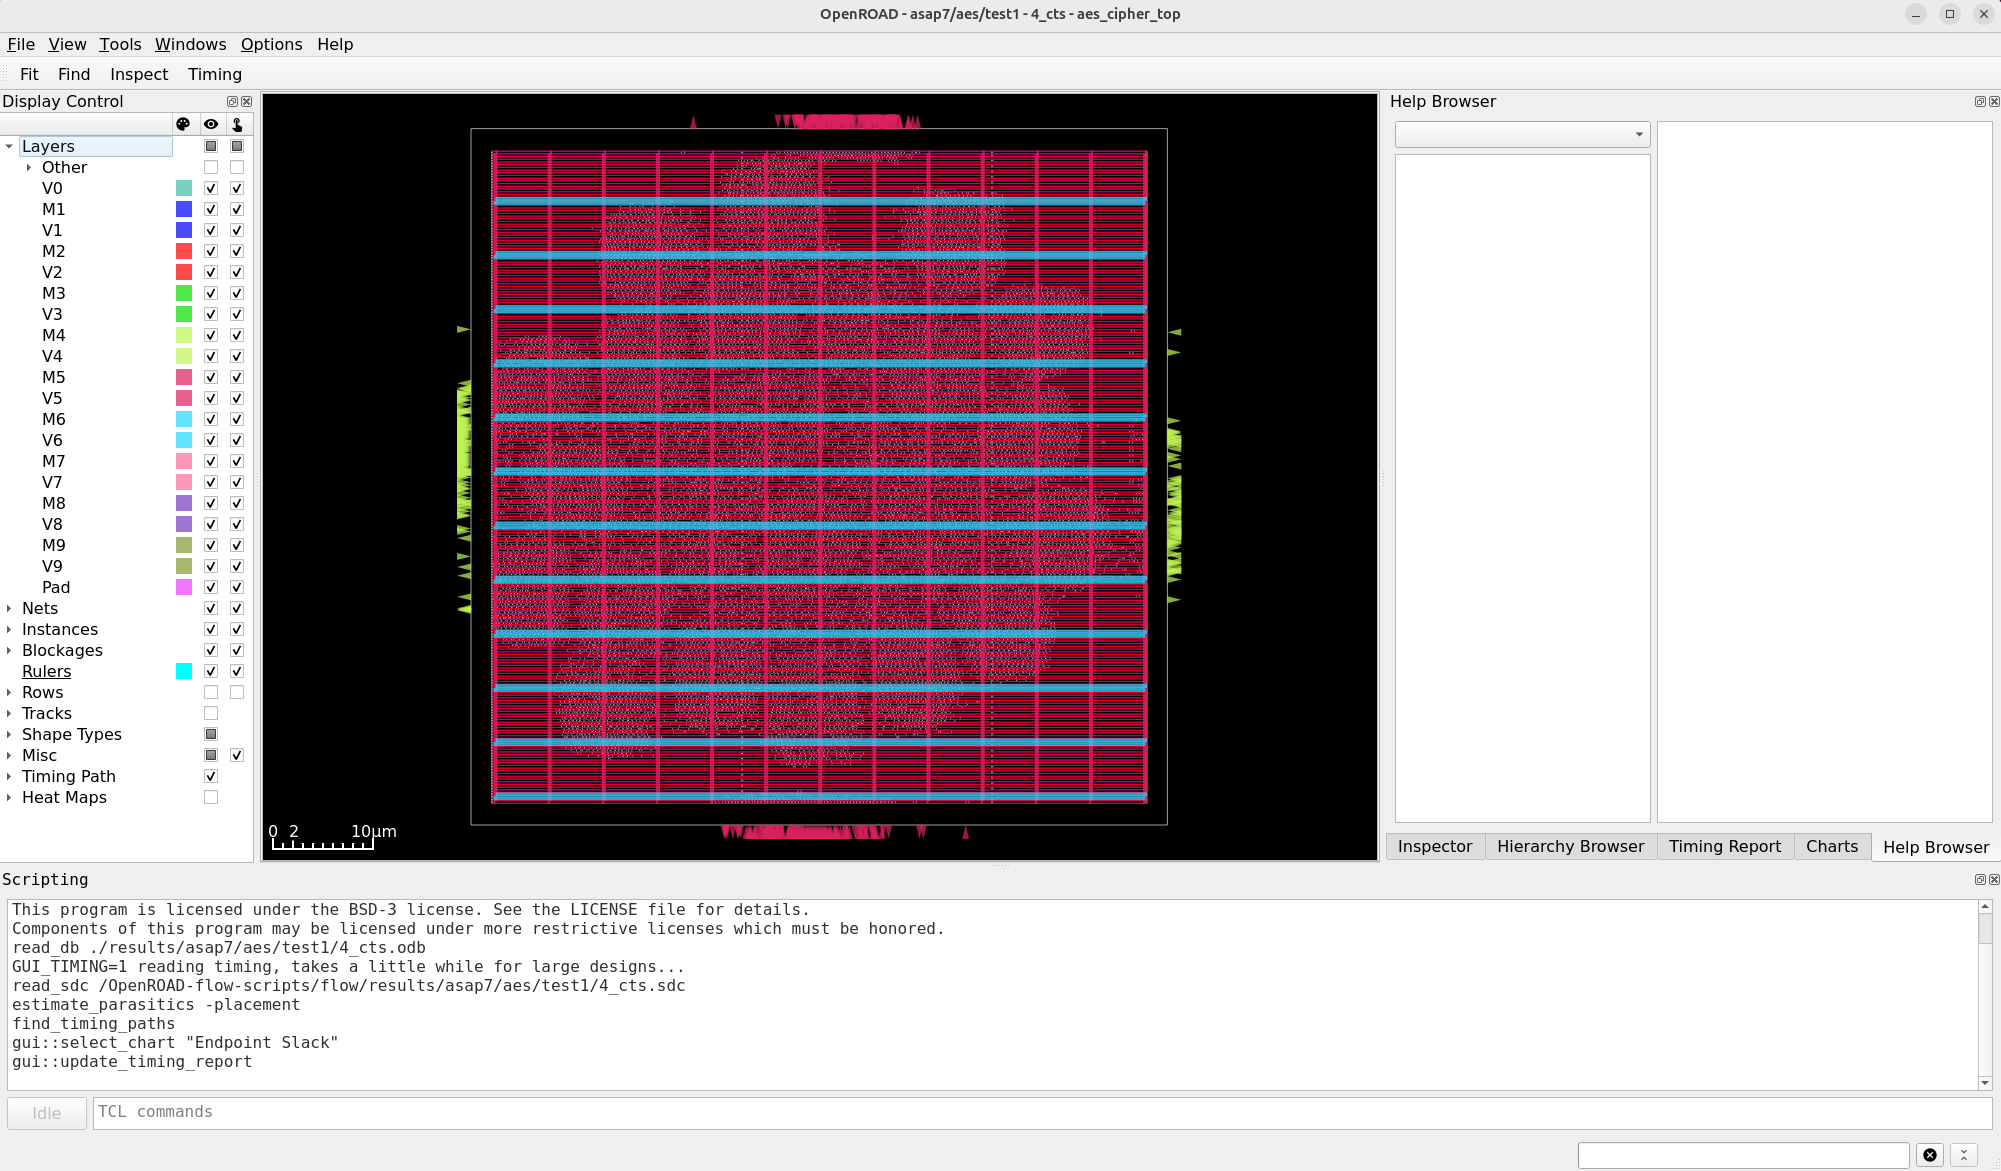 OpenROAD - asap7/aes/test1 - 4_cts - aes_cipher_top
File View Tools Windows Options Help
Fit Find Inspect Timing
Display Control
Layers
Other
V0
M1
V1
M2
V2
M3
V3
M4
V4
M5
V5
M6
V6
M7
V7
M8
V8
M9
V9
Pad
Nets
Instances
Blockages
Rulers
Rows
Tracks
Shape Types
Misc
Timing Path
Heat Maps
0 2 10μm
Help Browser
Inspector Hierarchy Browser Timing Report Charts Help Browser
Scripting
This program is licensed under the BSD-3 license. See the LICENSE file for details.
Components of this program may be licensed under more restrictive licenses which must be honored.
read_db ./results/asap7/aes/test1/4_cts.odb
GUI_TIMING=1 reading timing, takes a little while for large designs...
read_sdc /OpenROAD-flow-scripts/flow/results/asap7/aes/test1/4_cts.sdc
estimate_parasitics -placement
find_timing_paths
gui::select_chart "Endpoint Slack"
gui::update_timing_report
Idle
TCL commands